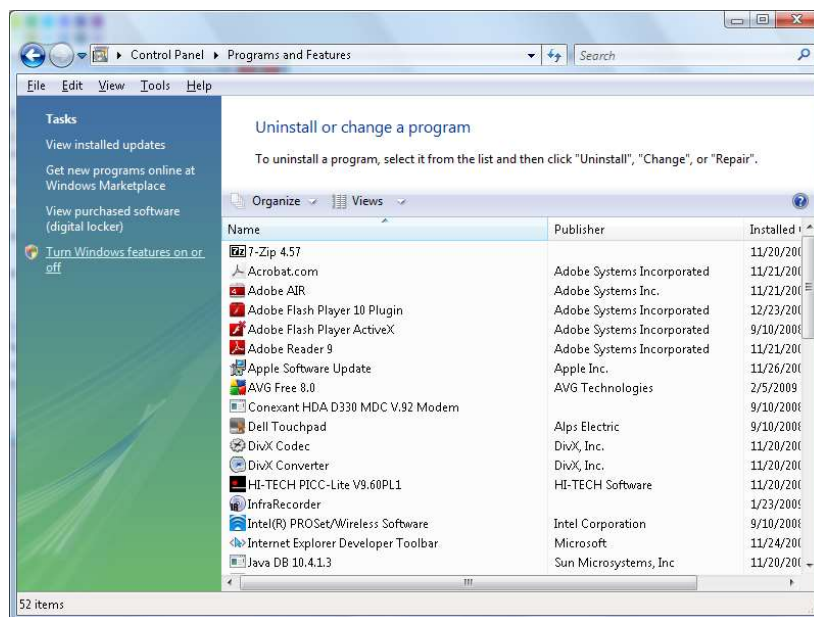 Control Panel ▸ Programs and Features
Search
File Edit View Tools Help
Tasks
View installed updates
Get new programs online at
Windows Marketplace
View purchased software
(digital locker)
Turn Windows features on or
off
Uninstall or change a program
To uninstall a program, select it from the list and then click "Uninstall", "Change", or "Repair".
Organize Views
Name Publisher Installed
7-Zip 4.57 11/20/200
Acrobat.com Adobe Systems Incorporated 11/21/200
Adobe AIR Adobe Systems Inc. 11/21/200
Adobe Flash Player 10 Plugin Adobe Systems Incorporated 12/23/200
Adobe Flash Player ActiveX Adobe Systems Incorporated 9/10/2008
Adobe Reader 9 Adobe Systems Incorporated 11/21/200
Apple Software Update Apple Inc. 11/26/200
AVG Free 8.0 AVG Technologies 2/5/2009
Conexant HDA D330 MDC V.92 Modem 9/10/2008
Dell Touchpad Alps Electric 9/10/2008
DivX Codec DivX, Inc. 11/20/200
DivX Converter DivX, Inc. 11/20/200
HI-TECH PICC-Lite V9.60PL1 HI-TECH Software 11/20/200
InfraRecorder 1/23/2009
Intel(R) PROSet/Wireless Software Intel Corporation 9/10/2008
Internet Explorer Developer Toolbar Microsoft 11/24/200
Java DB 10.4.1.3 Sun Microsystems, Inc 11/20/200
52 items